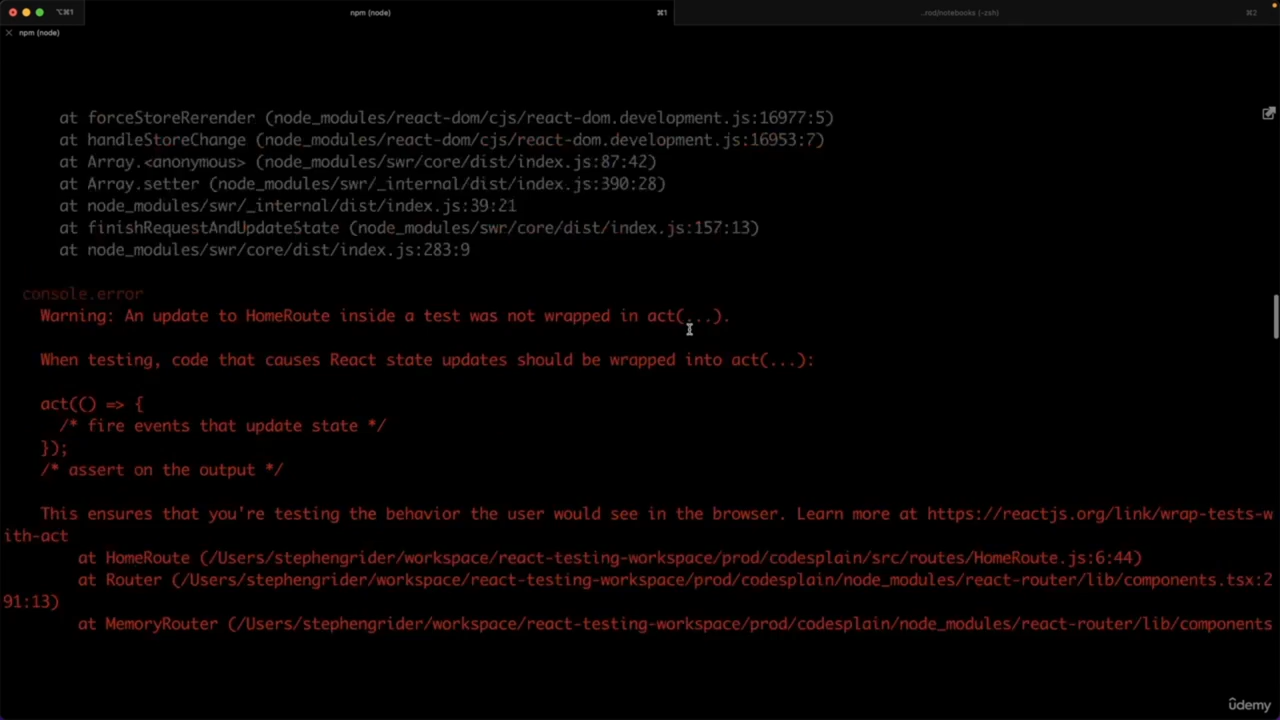 ⌥⌘1
npm (node)
⌘1
..rod/notebooks (-zsh)
⌘2
npm (node)
at forceStoreRerender (node_modules/react-dom/cjs/react-dom.development.js:16977:5)
at handleStoreChange (node_modules/react-dom/cjs/react-dom.development.js:16953:7)
at Array.<anonymous> (node_modules/swr/core/dist/index.js:87:42)
at Array.setter (node_modules/swr/_internal/dist/index.js:390:28)
at node_modules/swr/_internal/dist/index.js:39:21
at finishRequestAndUpdateState (node_modules/swr/core/dist/index.js:157:13)
at node_modules/swr/core/dist/index.js:283:9
console.error
Warning: An update to HomeRoute inside a test was not wrapped in act(...).
When testing, code that causes React state updates should be wrapped into act(...):
act(() => {
/* fire events that update state */
});
/* assert on the output */
This ensures that you're testing the behavior the user would see in the browser. Learn more at https://reactjs.org/link/wrap-tests-w
ith-act
at HomeRoute (/Users/stephengrider/workspace/react-testing-workspace/prod/codesplain/src/routes/HomeRoute.js:6:44)
at Router (/Users/stephengrider/workspace/react-testing-workspace/prod/codesplain/node_modules/react-router/lib/components.tsx:2
91:13)
at MemoryRouter (/Users/stephengrider/workspace/react-testing-workspace/prod/codesplain/node_modules/react-router/lib/components
ûdemy